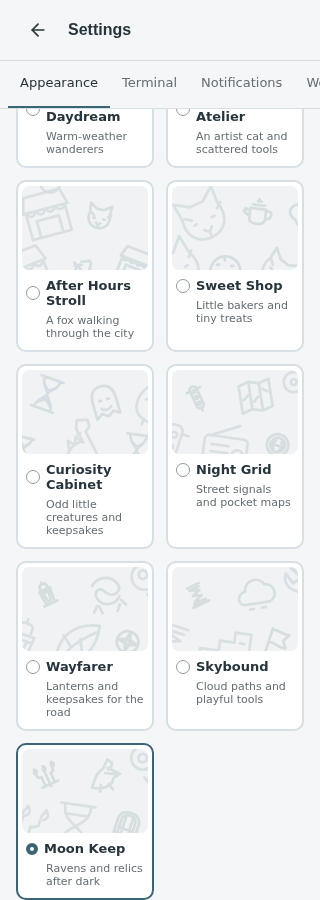 Settings
Appearance Terminal Notifications
Daydream
Warm-weather
wanderers
Atelier
An artist cat and
scattered tools
After Hours
Stroll
A fox walking
through the city
Sweet Shop
Little bakers and
tiny treats
Curiosity
Cabinet
Odd little
creatures and
keepsakes
Night Grid
Street signals
and pocket maps
Wayfarer
Lanterns and
keepsakes for the
road
Skybound
Cloud paths and
playful tools
Moon Keep
Ravens and relics
after dark